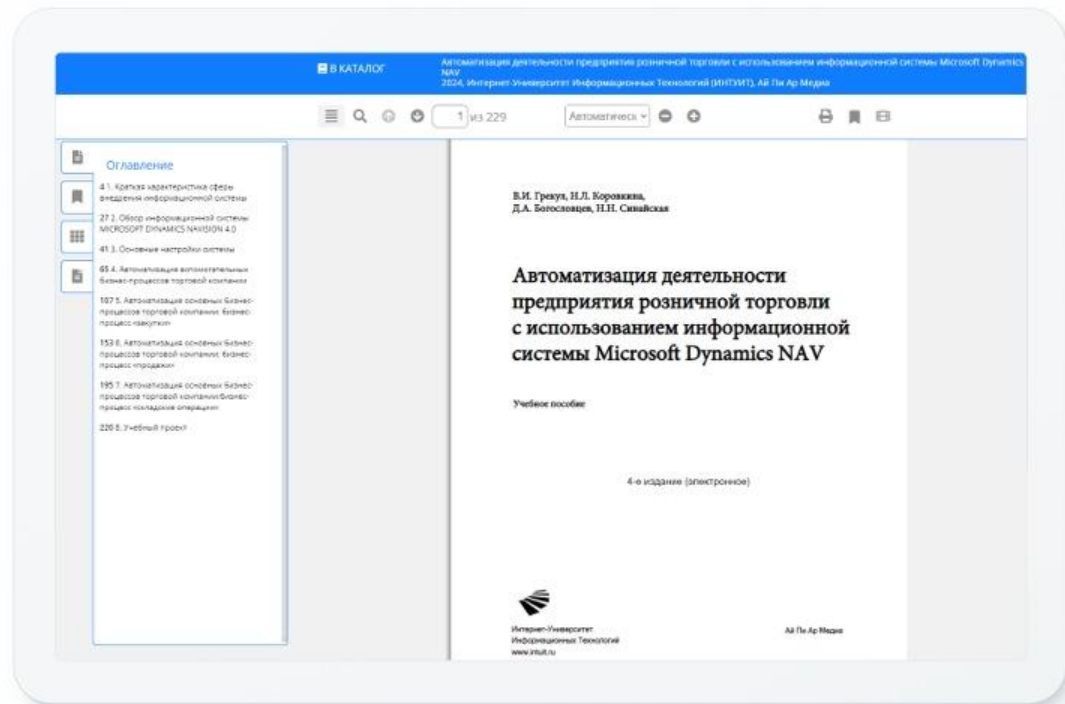 В КАТАЛОГ
Автоматизация деятельности предприятия розничной торговли с использованием информационной системы Microsoft Dynamics
NAV
2024, Интернет-Университет Информационных Технологий (ИНТУИТ), Ай Пи Ар Медиа
1 из 229
Автоматическ
Оглавление
4 1. Краткая характеристика сферы
внедрения информационной системы
27 2. Обзор информационной системы
MICROSOFT DYNAMICS NAVISION 4.0
41 3. Основные настройки системы
65 4. Автоматизация вспомогательных
бизнес-процессов торговой компании
107 5. Автоматизация основных бизнес-
процессов торговой компании: бизнес-
процесс «закупки»
153 6. Автоматизация основных бизнес-
процессов торговой компании: бизнес-
процесс «продажи»
195 7. Автоматизация основных бизнес-
процессов торговой компании:бизнес-
процесс «складские операции»
220 8. Учебный проект
В.И. Грекул, Н.Л. Коровкина,
Д.А. Богословцев, Н.Н. Синайская
Автоматизация деятельности
предприятия розничной торговли
с использованием информационной
системы Microsoft Dynamics NAV
Учебное пособие
4-е издание (электронное)
Интернет-Университет
Информационных Технологий
www.intuit.ru
Ай Пи Ар Медиа